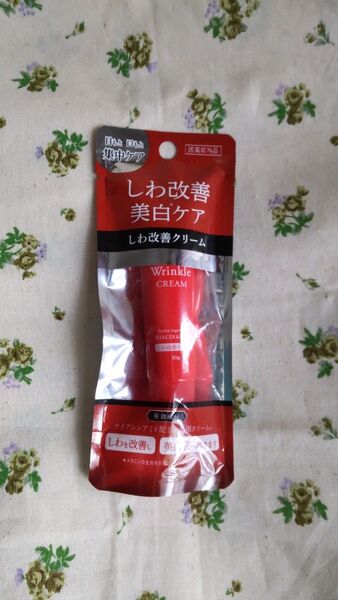 目もと 口もと
集中ケア
医薬部外品
しわ改善
美白*ケア
しわ改善クリーム
Wrinkle
CREAM
NIACINA
30g
有効成分
ナイアシンアミド配合
しわを改善し